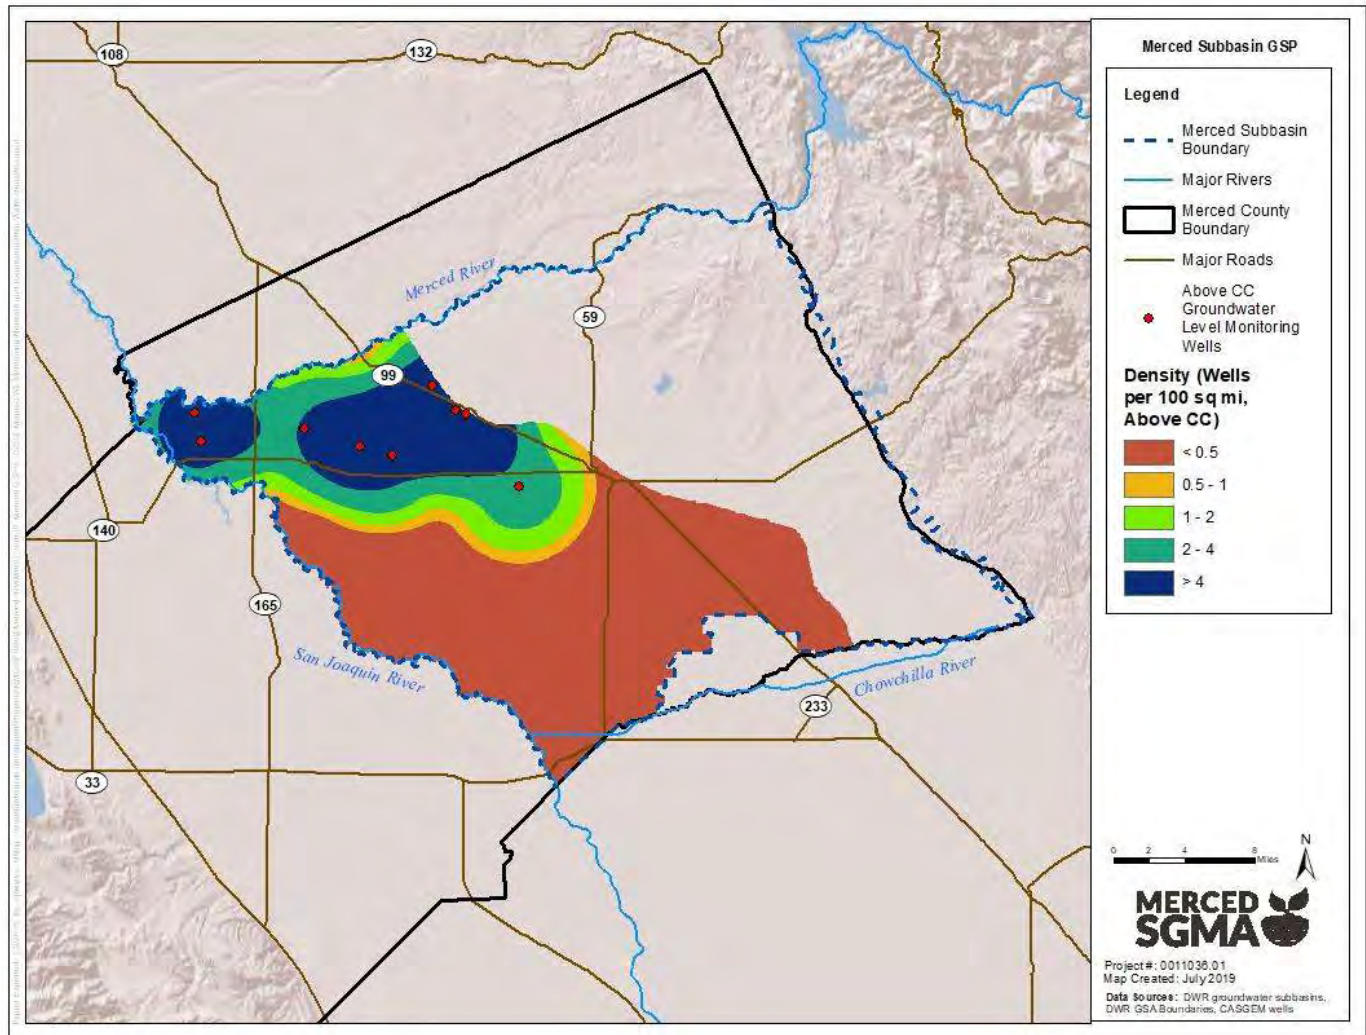 108
132
Merced River
59
99
140
165
San Joaquin River
Chowchilla River
233
33
Merced Subbasin GSP
Legend
Merced Subbasin
Boundary
Major Rivers
Merced County
Boundary
Major Roads
Above CC
Groundwater
Level Monitoring
Wells
Density (Wells
per 100 sq mi,
Above CC)
< 0.5
0.5 - 1
1 - 2
2 - 4
> 4
N
0 2 4 8
Miles
MERCED
SGMA
Project #: 0011036.01
Map Created: July 2019
Data Sources: DWR groundwater subbasins,
DWR GSA Boundaries, CASGEM wells